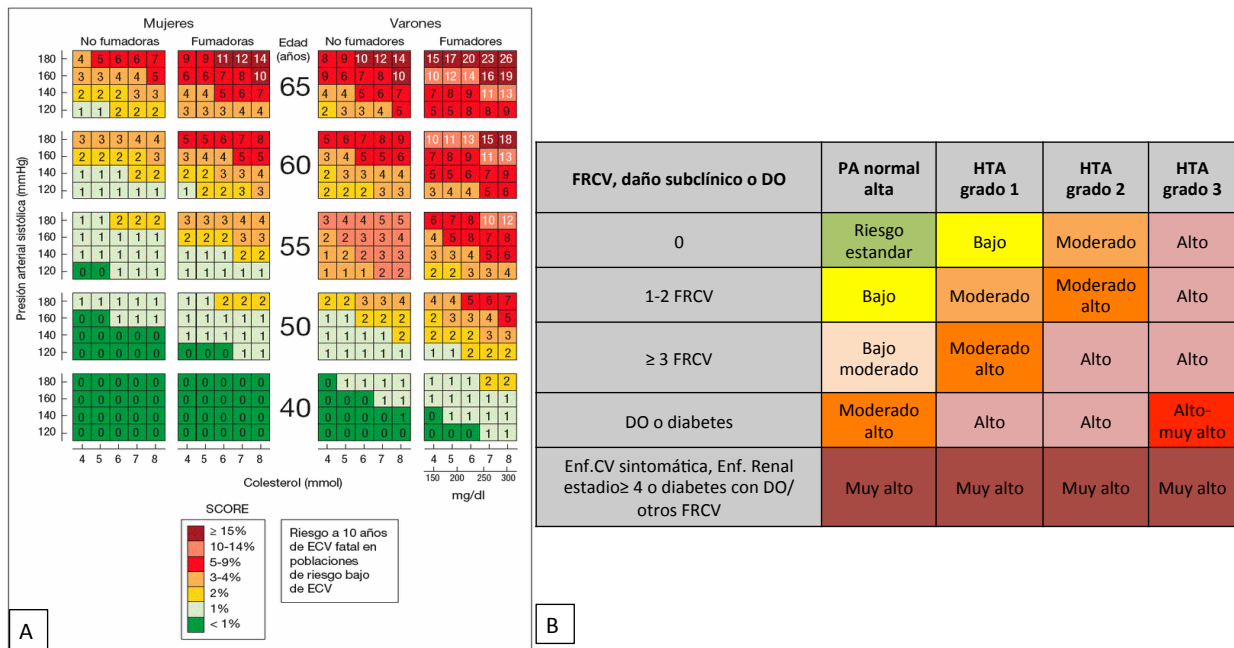 Mujeres Varones
No fumadoras Fumadoras Edad (años) No fumadores Fumadores
Presión arterial sistólica (mmHg)
180 4 5 6 6 7 9 9 11 12 14 8 9 10 12 14 15 17 20 23 26
160 3 3 4 4 5 6 6 7 8 10 9 6 7 8 10 10 12 14 16 19
65
140 2 2 2 3 3 4 4 5 6 7 4 4 5 6 7 7 8 9 11 13
120 1 1 2 2 2 3 3 3 4 4 2 3 3 4 5 5 5 8 8 9
180 3 3 3 4 4 5 5 6 7 8 5 6 7 8 9 10 11 13 15 18
160 2 2 2 2 3 3 4 4 5 5 3 4 5 5 6 7 8 9 11 13
60
140 1 1 1 2 2 2 2 3 3 4 2 3 3 4 4 5 5 5 7 9
120 1 1 1 1 1 1 2 2 3 3 2 2 2 3 3 3 4 4 5 6
180 1 1 2 2 2 3 3 3 4 4 3 4 4 5 5 6 7 8 10 12
160 1 1 1 1 1 2 2 2 3 3 2 2 3 3 4 4 5 8 7 8
55
140 1 1 1 1 1 1 1 1 2 2 1 2 2 3 3 3 3 4 5 6
120 0 0 1 1 1 1 1 1 1 1 1 1 1 2 2 2 2 3 3 4
180 1 1 1 1 1 1 1 2 2 2 2 2 3 3 4 4 4 5 6 7
160 0 0 1 1 1 1 1 1 1 1 1 1 2 2 2 2 3 3 4 5
50
140 0 0 0 0 0 1 1 1 1 1 1 1 1 1 2 2 2 2 3 3
120 0 0 0 0 0 0 0 0 1 1 1 1 1 1 1 1 1 2 2 2
180 0 0 0 0 0 0 0 0 0 0 0 1 1 1 1 1 1 1 2 2
160 0 0 0 0 0 0 0 0 0 0 0 0 0 1 1 1 1 1 1 1
40
140 0 0 0 0 0 0 0 0 0 0 0 0 0 0 1 0 1 1 1 1
120 0 0 0 0 0 0 0 0 0 0 0 0 0 0 0 0 0 0 1 1
4 5 6 7 8 4 5 6 7 8 4 5 6 7 8 4 5 6 7 8
Colesterol (mmol)
150 200 250 300
mg/dl
SCORE
≥ 15%
10-14%
5-9%
3-4%
2%
1%
< 1%
Riesgo a 10 años
de ECV fatal en
poblaciones
de riesgo bajo
de ECV
A
FRCV, daño subclínico o DO
PA normal
alta
HTA
grado 1
HTA
grado 2
HTA
grado 3
0
Riesgo
estandar
Bajo
Moderado
Alto
1-2 FRCV
Bajo
Moderado
Moderado
alto
Alto
≥ 3 FRCV
Bajo
moderado
Moderado
alto
Alto
Alto
DO o diabetes
Moderado
alto
Alto
Alto
Alto-
muy alto
Enf.CV sintomática, Enf. Renal
estadio≥ 4 o diabetes con DO/
otros FRCV
Muy alto
Muy alto
Muy alto
Muy alto
B